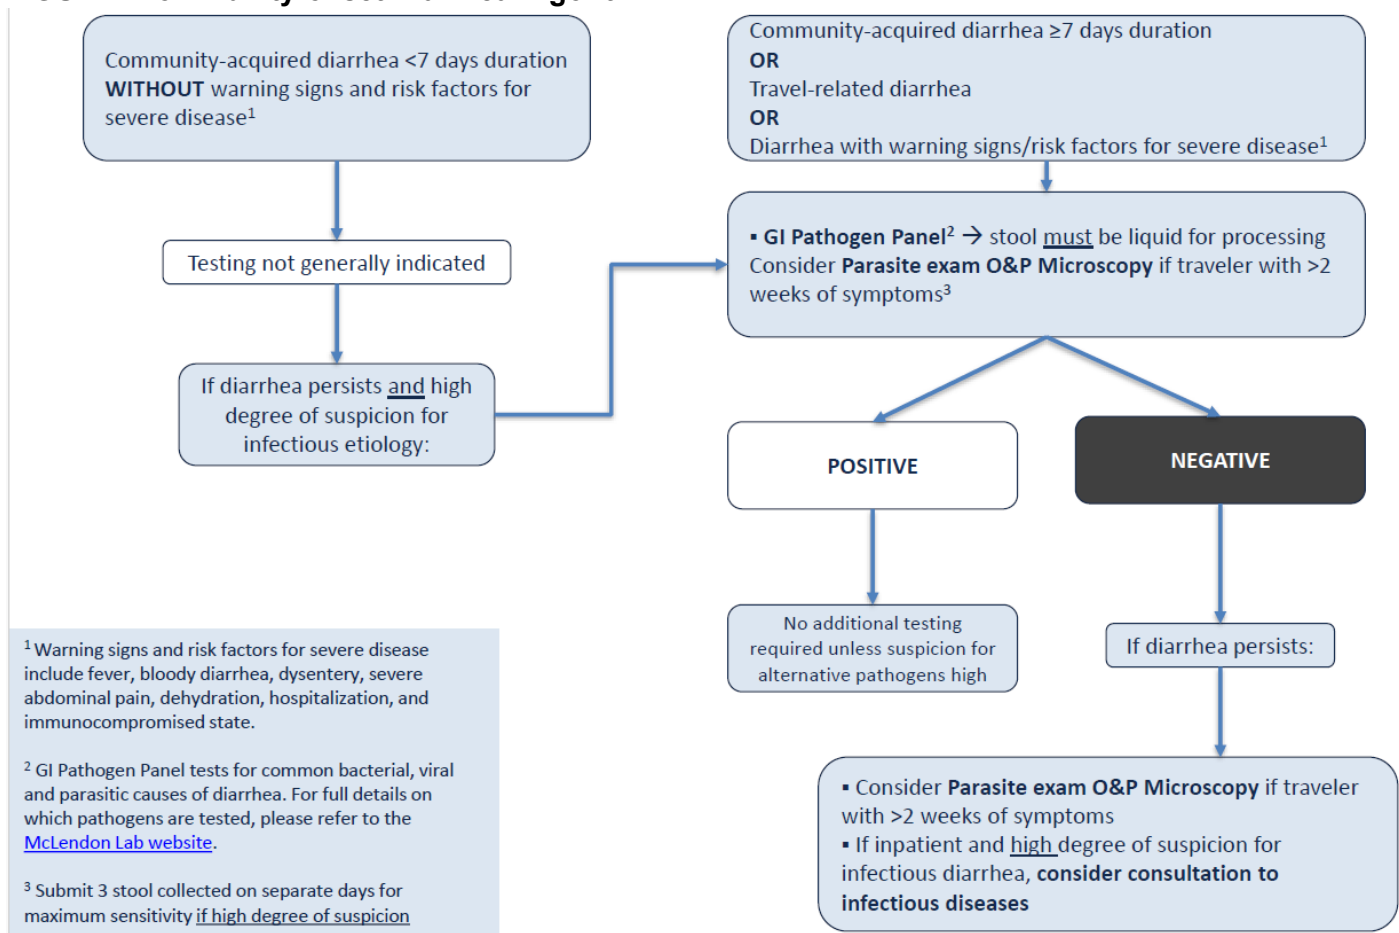 Community-acquired diarrhea <7 days duration
WITHOUT warning signs and risk factors for
severe disease1
Testing not generally indicated
If diarrhea persists and high
degree of suspicion for
infectious etiology:
Community-acquired diarrhea ≥7 days duration
OR
Travel-related diarrhea
OR
Diarrhea with warning signs/risk factors for severe disease1
▪ GI Pathogen Panel2 → stool must be liquid for processing
Consider Parasite exam O&P Microscopy if traveler with >2
weeks of symptoms3
POSITIVE
NEGATIVE
No additional testing
required unless suspicion for
alternative pathogens high
If diarrhea persists:
▪ Consider Parasite exam O&P Microscopy if traveler
with >2 weeks of symptoms
▪ If inpatient and high degree of suspicion for
infectious diarrhea, consider consultation to
infectious diseases
1 Warning signs and risk factors for severe disease
include fever, bloody diarrhea, dysentery, severe
abdominal pain, dehydration, hospitalization, and
immunocompromised state.
2 GI Pathogen Panel tests for common bacterial, viral
and parasitic causes of diarrhea. For full details on
which pathogens are tested, please refer to the
McLendon Lab website.
3 Submit 3 stool collected on separate days for
maximum sensitivity if high degree of suspicion